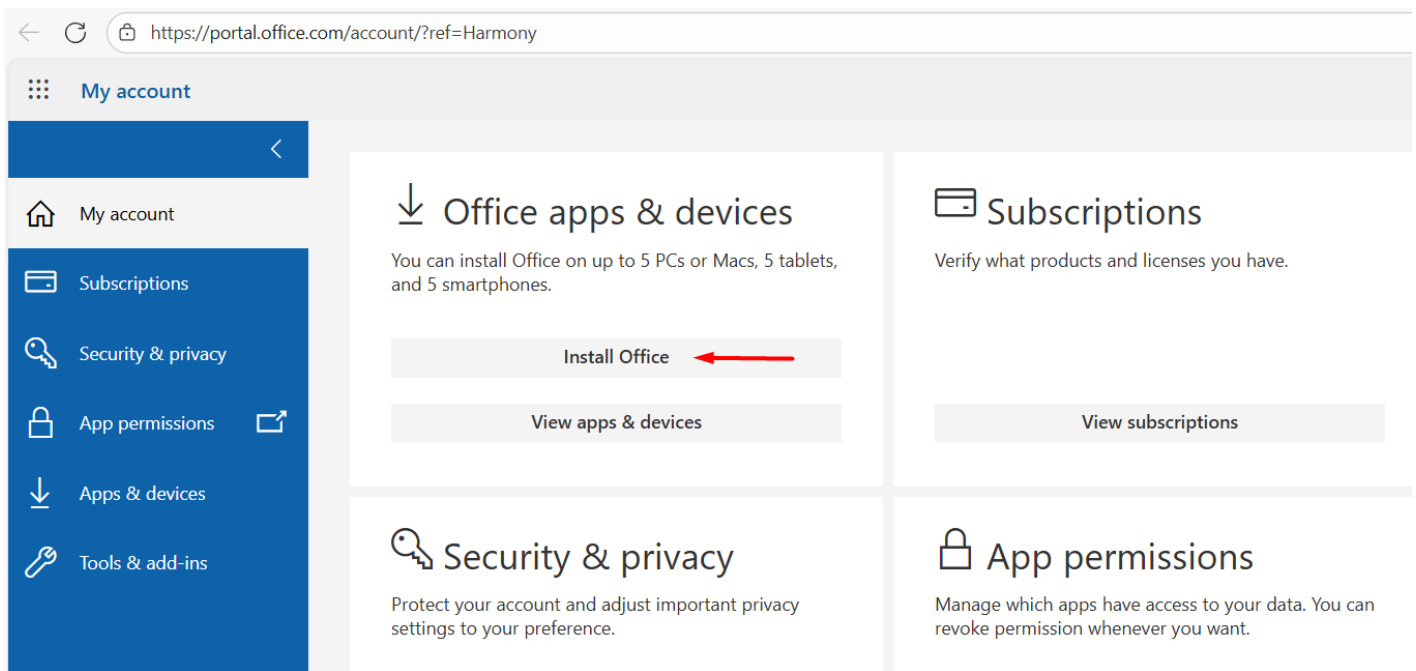 https://portal.office.com/account/?ref=Harmony
My account
My account
Subscriptions
Security & privacy
App permissions
Apps & devices
Tools & add-ins
Office apps & devices
You can install Office on up to 5 PCs or Macs, 5 tablets,
and 5 smartphones.
Install Office
View apps & devices
Subscriptions
Verify what products and licenses you have.
View subscriptions
Security & privacy
Protect your account and adjust important privacy
settings to your preference.
App permissions
Manage which apps have access to your data. You can
revoke permission whenever you want.